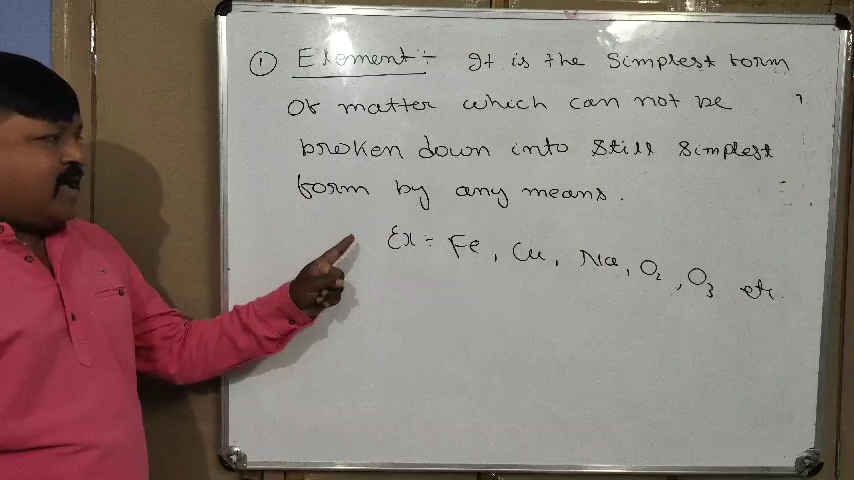 ① Element :- It is the simplest form
of matter which can not be
broken down into still simplest
form by any means.
Ex = Fe, Cu, Na, O₂, O₃ etc.